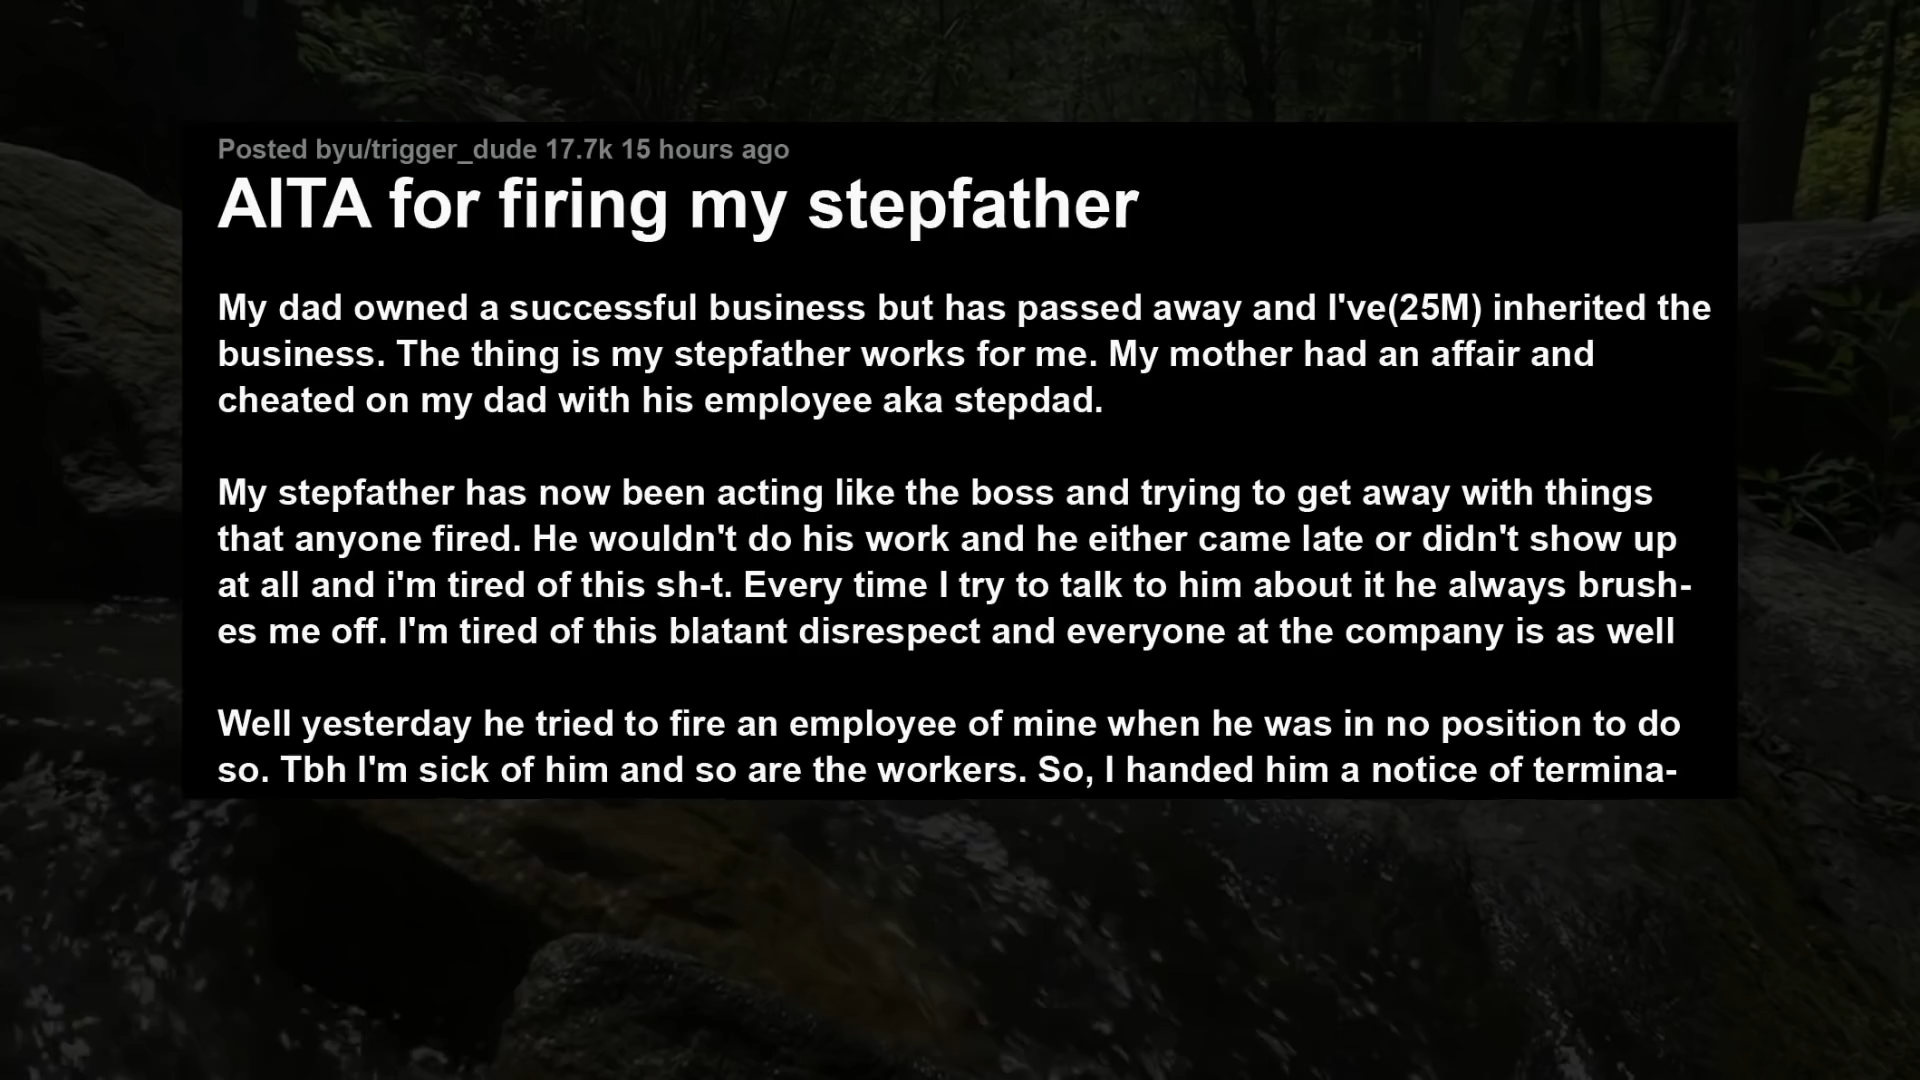 Posted byu/trigger_dude 17.7k 15 hours ago
AITA for firing my stepfather
My dad owned a successful business but has passed away and I've(25M) inherited the
business. The thing is my stepfather works for me. My mother had an affair and
cheated on my dad with his employee aka stepdad.
My stepfather has now been acting like the boss and trying to get away with things
that anyone fired. He wouldn't do his work and he either came late or didn't show up
at all and i'm tired of this sh-t. Every time I try to talk to him about it he always brush-
es me off. I'm tired of this blatant disrespect and everyone at the company is as well
Well yesterday he tried to fire an employee of mine when he was in no position to do
so. Tbh I'm sick of him and so are the workers. So, I handed him a notice of termina-